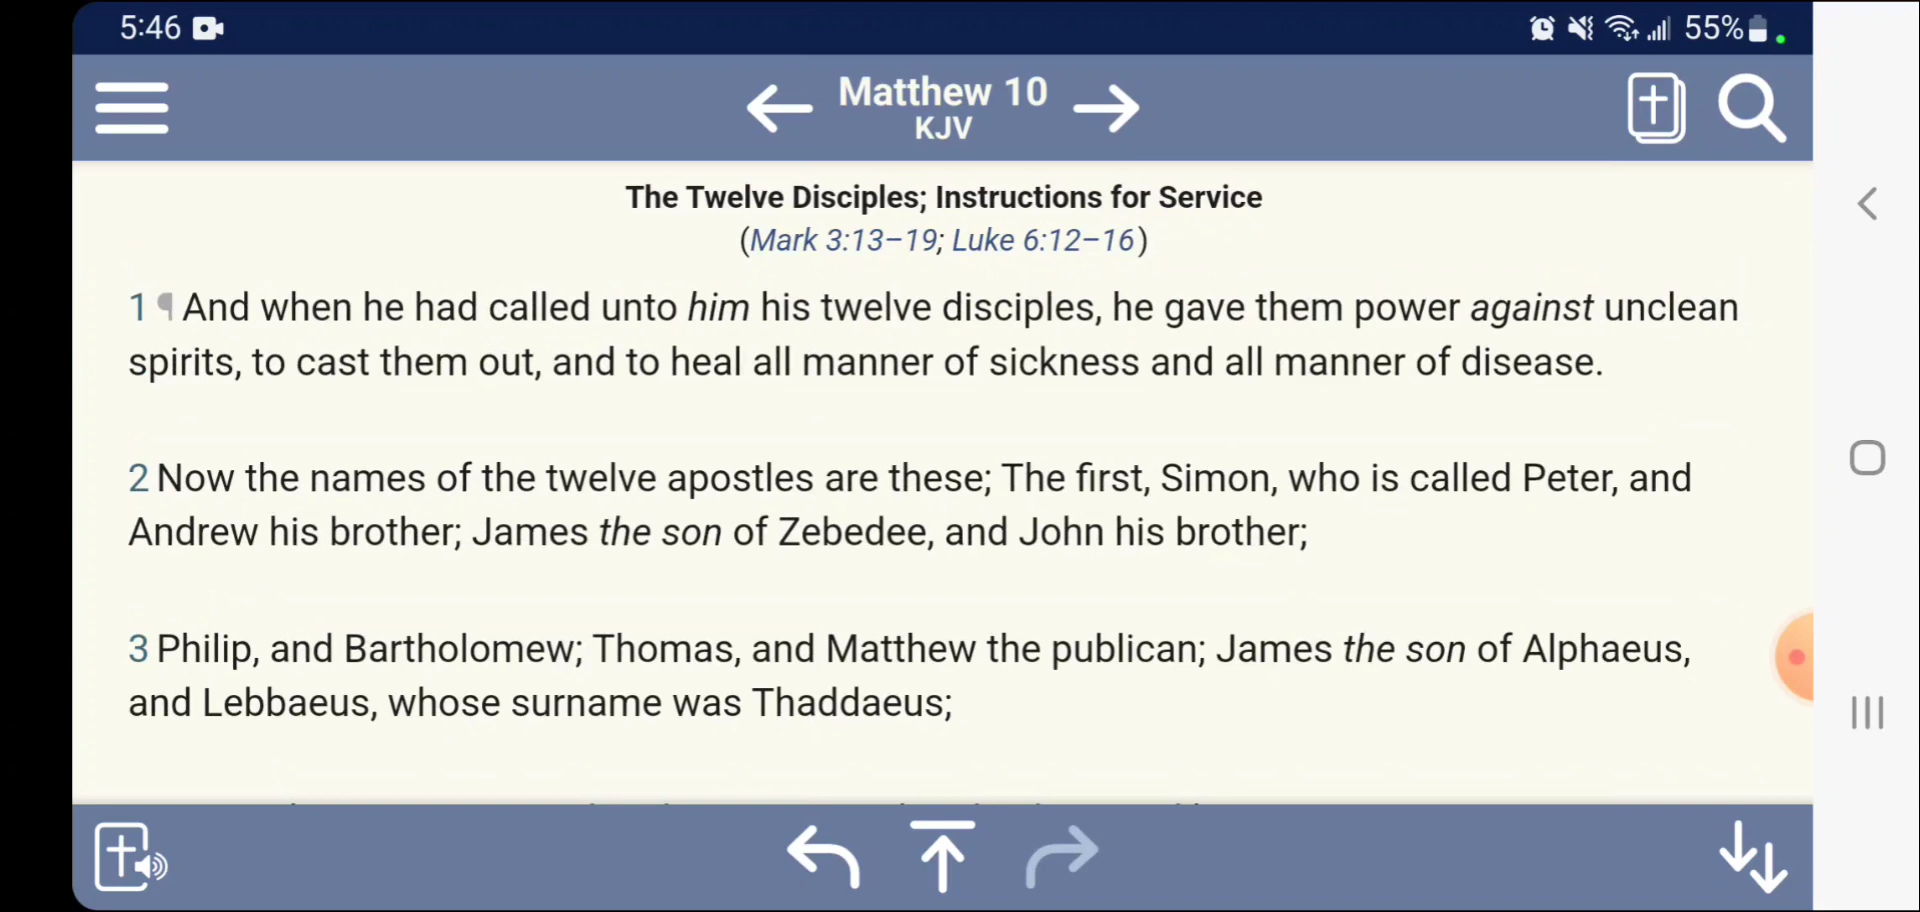 5:46
55%
Matthew 10
KJV
The Twelve Disciples; Instructions for Service
(Mark 3:13–19; Luke 6:12–16)
1 ¶ And when he had called unto him his twelve disciples, he gave them power against unclean
spirits, to cast them out, and to heal all manner of sickness and all manner of disease.
2 Now the names of the twelve apostles are these; The first, Simon, who is called Peter, and
Andrew his brother; James the son of Zebedee, and John his brother;
3 Philip, and Bartholomew; Thomas, and Matthew the publican; James the son of Alphaeus,
and Lebbaeus, whose surname was Thaddaeus;